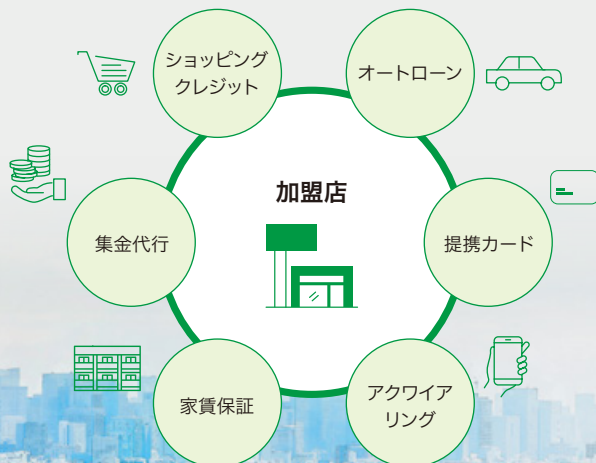 ショッピング
クレジット
オートローン
加盟店
集金代行
提携カード
家賃保証
アクワイア
リング